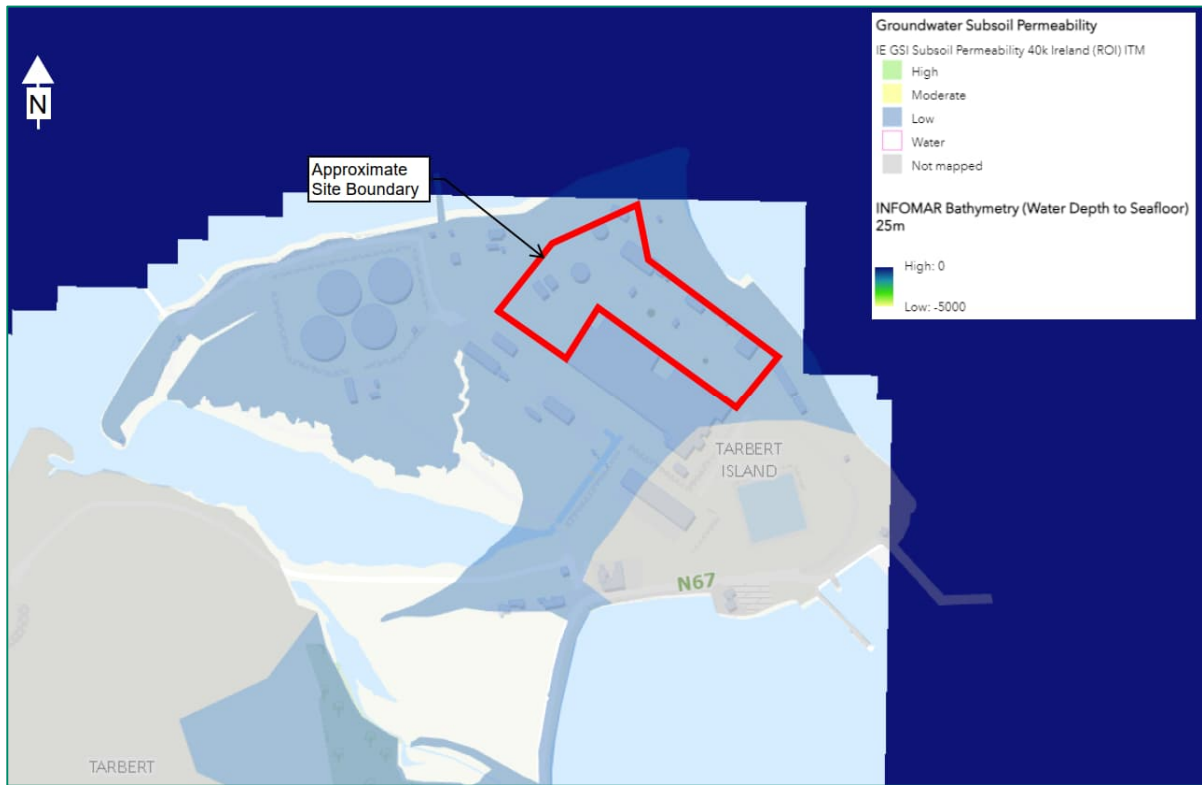 Groundwater Subsoil Permeability
IE GSI Subsoil Permeability 40k Ireland (ROI) ITM
High
Moderate
Low
Water
Not mapped
INFOMAR Bathymetry (Water Depth to Seafloor)
25m
High: 0
Low: -5000
N
Approximate
Site Boundary
TARBERT
ISLAND
N67
TARBERT